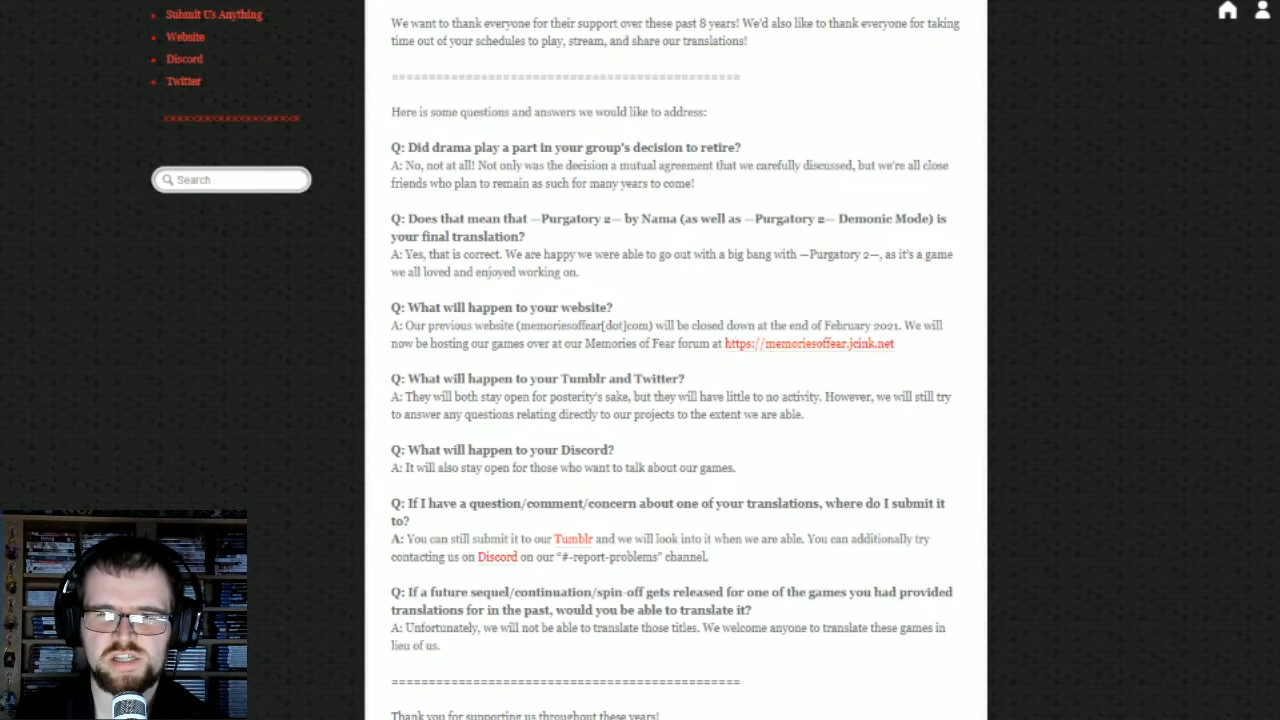 Submit Us Anything
Website
Discord
Twitter
Search
We want to thank everyone for their support over these past 8 years! We'd also like to thank everyone for taking
time out of your schedules to play, stream, and share our translations!
===============================================
Here is some questions and answers we would like to address:
Q: Did drama play a part in your group's decision to retire?
A: No, not at all! Not only was the decision a mutual agreement that we carefully discussed, but we're all close
friends who plan to remain as such for many years to come!
Q: Does that mean that —Purgatory 2— by Nama (as well as —Purgatory 2— Demonic Mode) is
your final translation?
A: Yes, that is correct. We are happy we were able to go out with a big bang with —Purgatory 2—, as it's a game
we all loved and enjoyed working on.
Q: What will happen to your website?
A: Our previous website (memoriesoffear[dot]com) will be closed down at the end of February 2021. We will
now be hosting our games over at our Memories of Fear forum at https://memoriesoffear.jcink.net
Q: What will happen to your Tumblr and Twitter?
A: They will both stay open for posterity's sake, but they will have little to no activity. However, we will still try
to answer any questions relating directly to our projects to the extent we are able.
Q: What will happen to your Discord?
A: It will also stay open for those who want to talk about our games.
Q: If I have a question/comment/concern about one of your translations, where do I submit it
to?
A: You can still submit it to our Tumblr and we will look into it when we are able. You can additionally try
contacting us on Discord on our "#-report-problems" channel.
Q: If a future sequel/continuation/spin-off gets released for one of the games you had provided
translations for in the past, would you be able to translate it?
A: Unfortunately, we will not be able to translate those titles. We welcome anyone to translate these games in
lieu of us.
===============================================
Thank you for supporting us throughout these years!